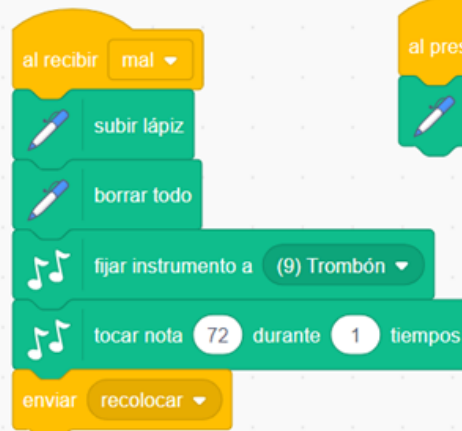 al recibir mal
al pres
subir lápiz
borrar todo
fijar instrumento a (9) Trombón
tocar nota 72 durante 1 tiempos
enviar recolocar